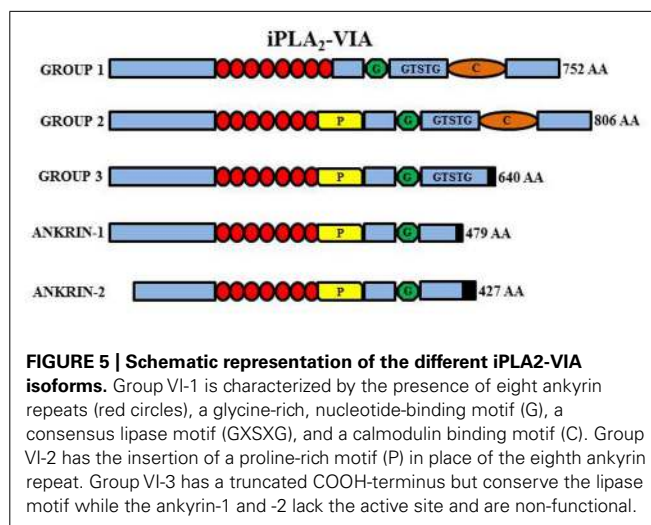 iPLA₂-VIA
GROUP 1 G GTSTG C 752 AA
GROUP 2 P G GTSTG C 806 AA
GROUP 3 P G GTSTG 640 AA
ANKRIN-1 P G 479 AA
ANKRIN-2 P G 427 AA
FIGURE 5 | Schematic representation of the different iPLA2-VIA
isoforms. Group VI-1 is characterized by the presence of eight ankyrin
repeats (red circles), a glycine-rich, nucleotide-binding motif (G), a
consensus lipase motif (GXSXG), and a calmodulin binding motif (C). Group
VI-2 has the insertion of a proline-rich motif (P) in place of the eighth ankyrin
repeat. Group VI-3 has a truncated COOH-terminus but conserve the lipase
motif while the ankyrin-1 and -2 lack the active site and are non-functional.